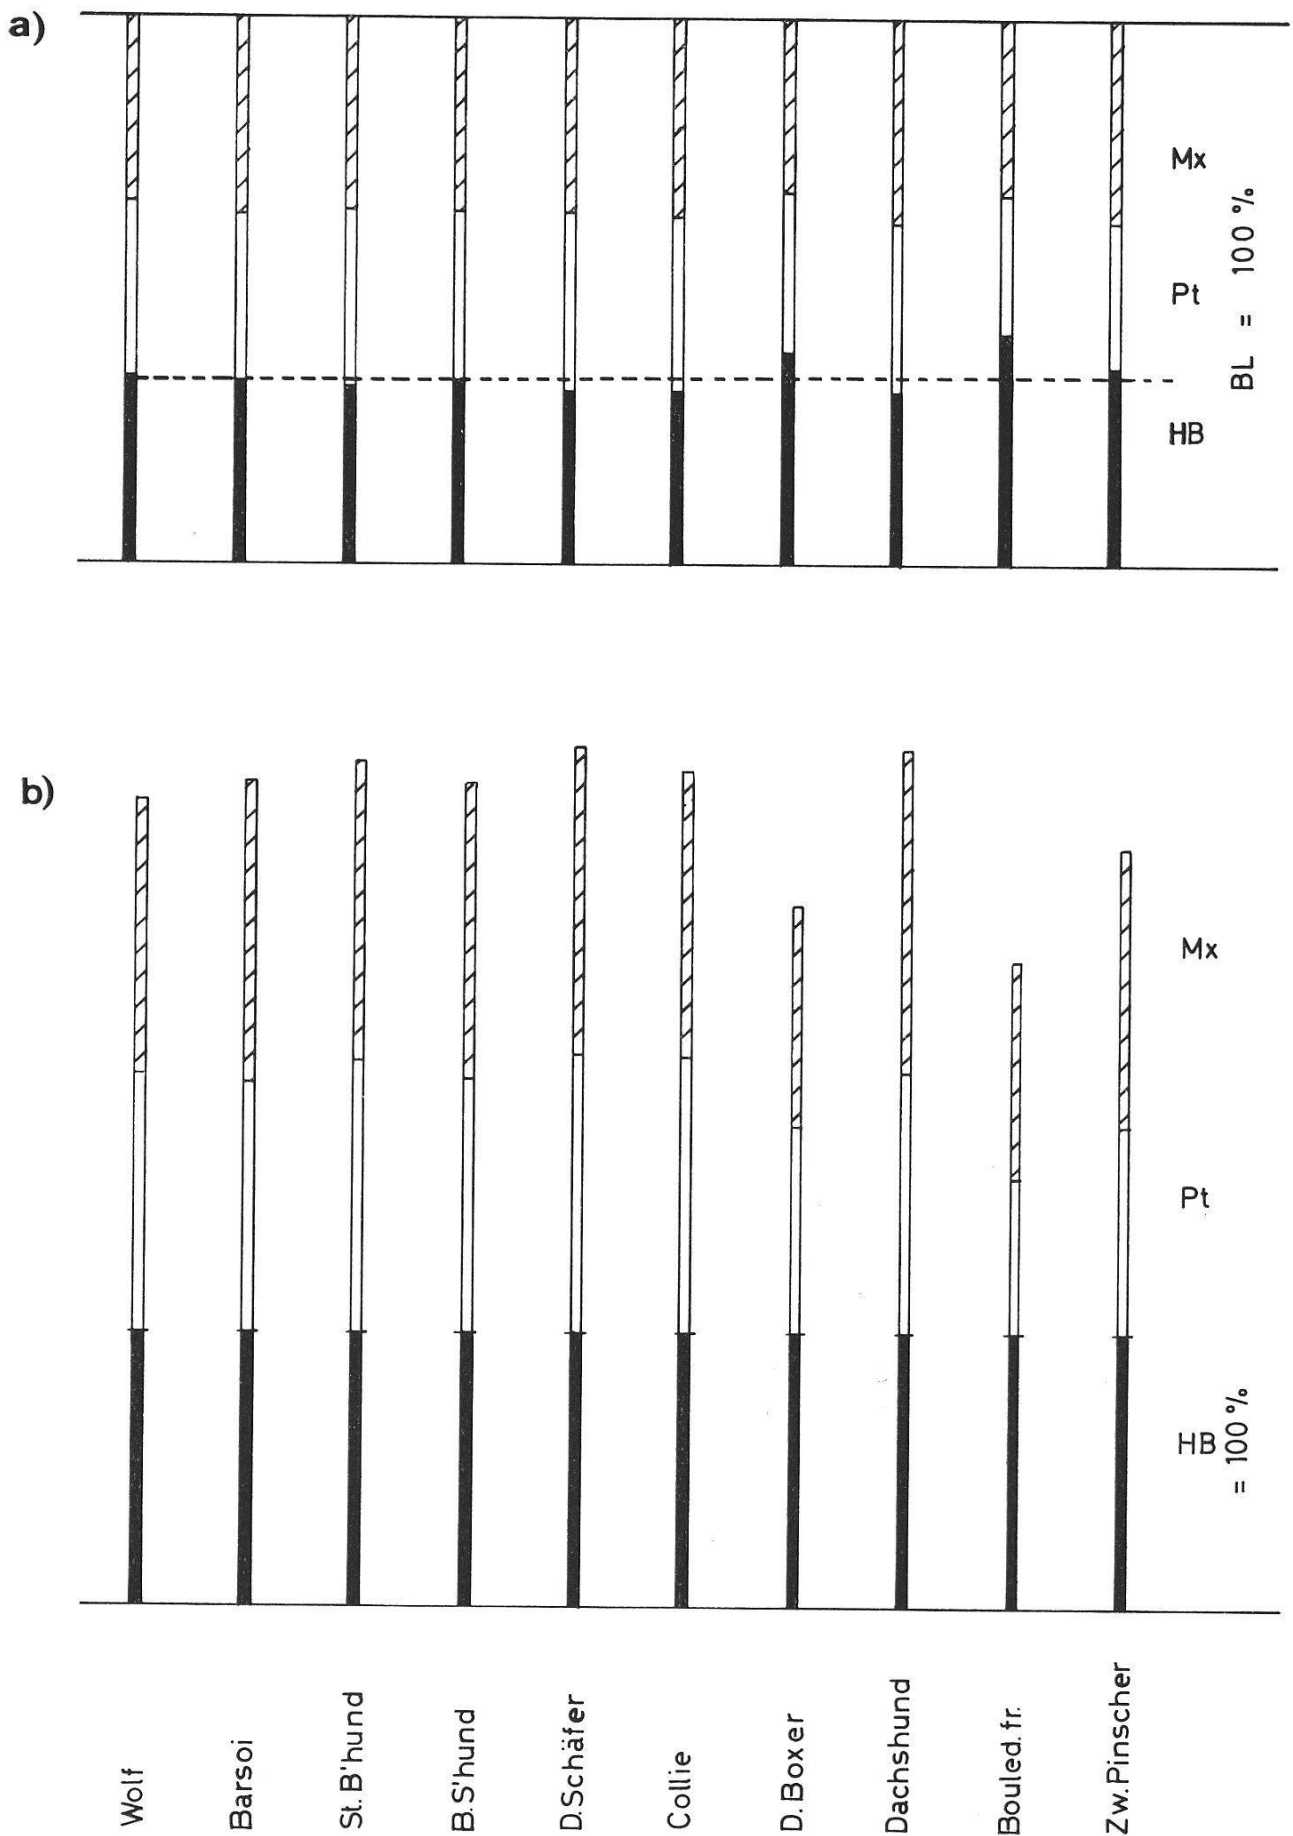 a)
Mx
Pt
HB
BL = 100 %
b)
Mx
Pt
HB
= 100 %
Wolf
Barsoi
St. B'hund
B. S'hund
D. Schäfer
Collie
D. Boxer
Dachshund
Bouled. fr.
Zw. Pinscher